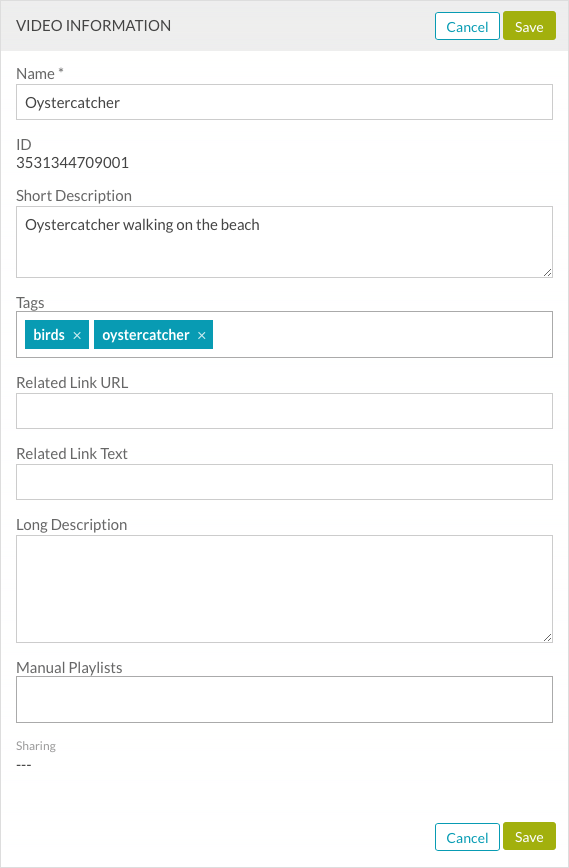 VIDEO INFORMATION
Cancel
Save
Name *
Oystercatcher
ID
3531344709001
Short Description
Oystercatcher walking on the beach
Tags
birds ×
oystercatcher ×
Related Link URL
Related Link Text
Long Description
Manual Playlists
Sharing
---
Cancel
Save